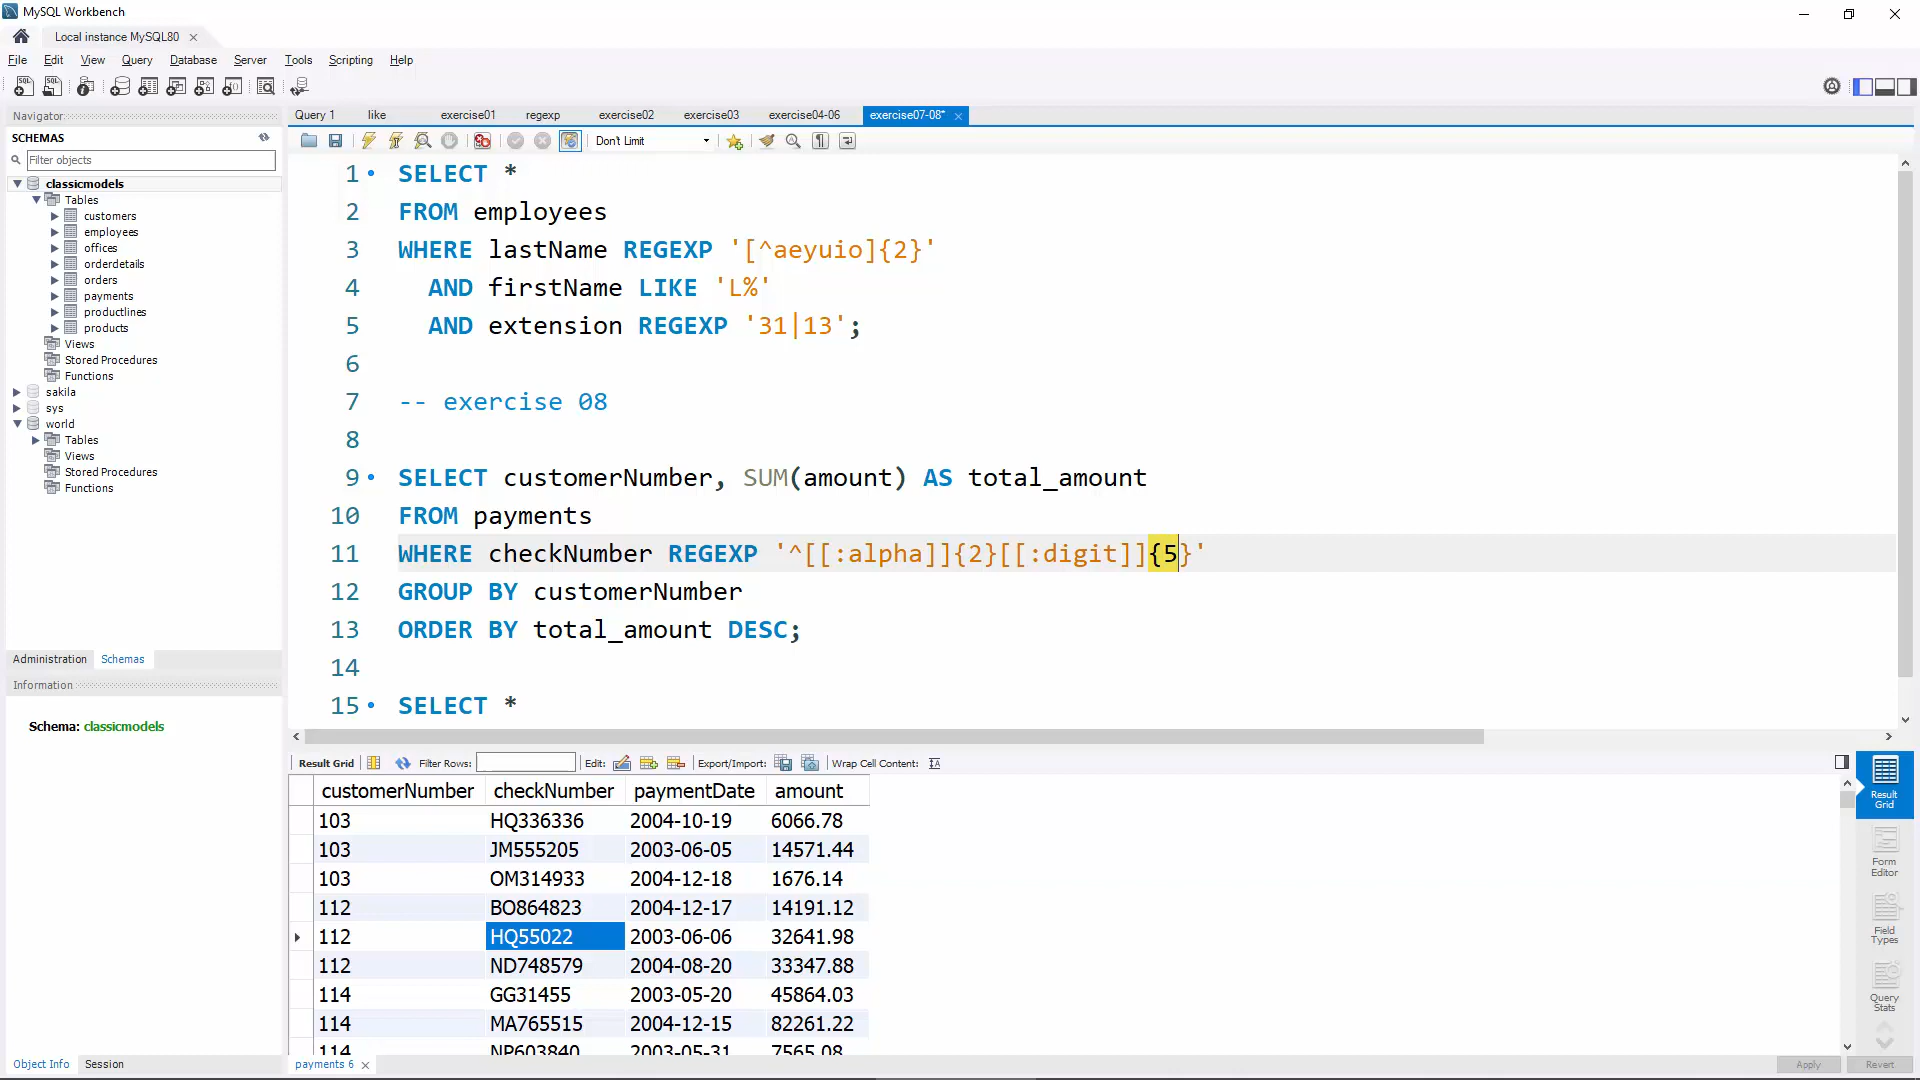 MySQL Workbench
Local instance MySQL80
File Edit View Query Database Server Tools Scripting Help
Navigator
SCHEMAS
Filter objects
classicmodels
Tables
customers
employees
offices
orderdetails
orders
payments
productlines
products
Views
Stored Procedures
Functions
sakila
sys
world
Tables
Views
Stored Procedures
Functions
Administration Schemas
Information
Schema: classicmodels
Object Info Session
Query 1 like exercise01 regexp exercise02 exercise03 exercise04-06 exercise07-08*
Don't Limit
1 SELECT *
2 FROM employees
3 WHERE lastName REGEXP '[^aeyuio]{2}'
4 AND firstName LIKE 'L%'
5 AND extension REGEXP '31|13';
6
7 -- exercise 08
8
9 SELECT customerNumber, SUM(amount) AS total_amount
10 FROM payments
11 WHERE checkNumber REGEXP '^[[:alpha]]{2}[[:digit]]{5}'
12 GROUP BY customerNumber
13 ORDER BY total_amount DESC;
14
15 SELECT *
Result Grid Filter Rows: Edit: Export/Import: Wrap Cell Content:
customerNumber checkNumber paymentDate amount
103 HQ336336 2004-10-19 6066.78
103 JM555205 2003-06-05 14571.44
103 OM314933 2004-12-18 1676.14
112 BO864823 2004-12-17 14191.12
112 HQ55022 2003-06-06 32641.98
112 ND748579 2004-08-20 33347.88
114 GG31455 2003-05-20 45864.03
114 MA765515 2004-12-15 82261.22
114 NP603840 2003-05-31 7565.08
payments 6
Result
Grid
Form
Editor
Field
Types
Query
Stats
Apply Revert